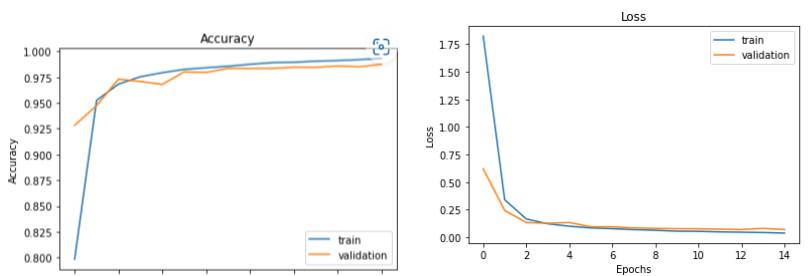 Accuracy
Accuracy
1.000
0.975
0.950
0.925
0.900
0.875
0.850
0.825
0.800
train
validation
Loss
Loss
1.75
1.50
1.25
1.00
0.75
0.50
0.25
0.00
train
validation
0 2 4 6 8 10 12 14
Epochs